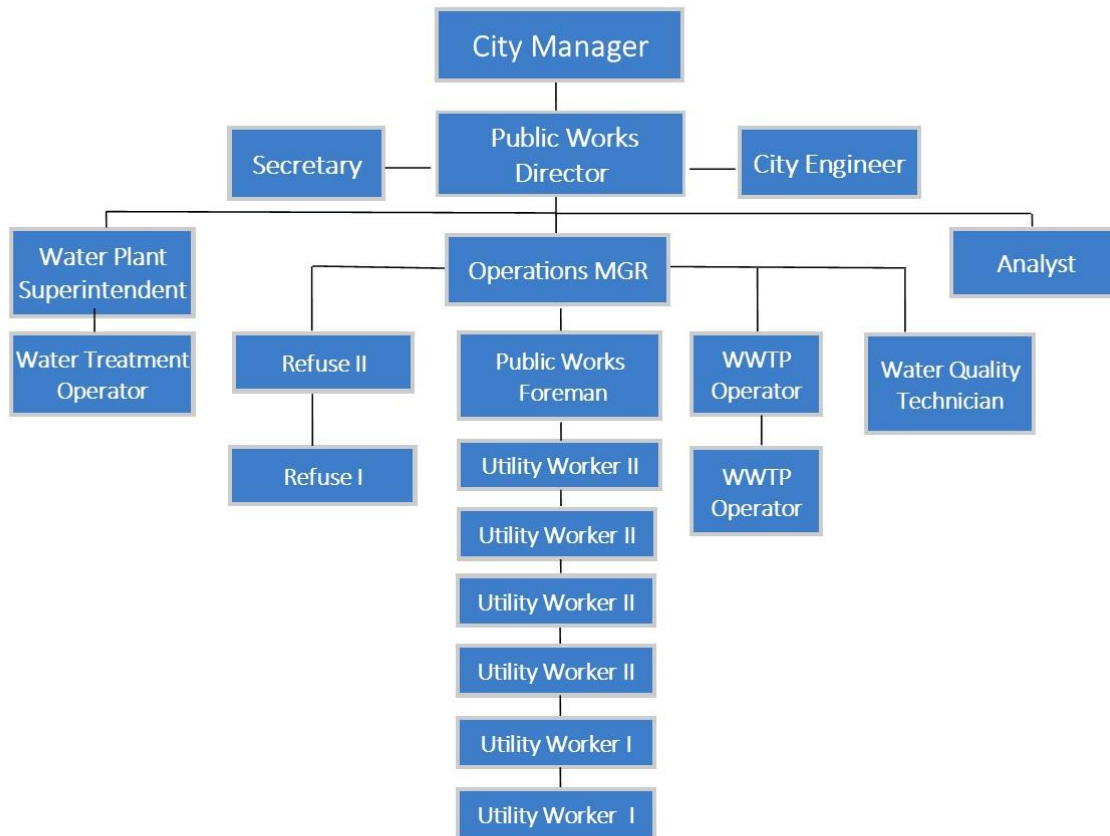 City Manager
Secretary
Public Works
Director
City Engineer
Water Plant
Superintendent
Operations MGR
Analyst
Water Treatment
Operator
Refuse II
Public Works
Foreman
WWTP
Operator
Water Quality
Technician
Refuse I
Utility Worker II
WWTP
Operator
Utility Worker II
Utility Worker II
Utility Worker II
Utility Worker I
Utility Worker I